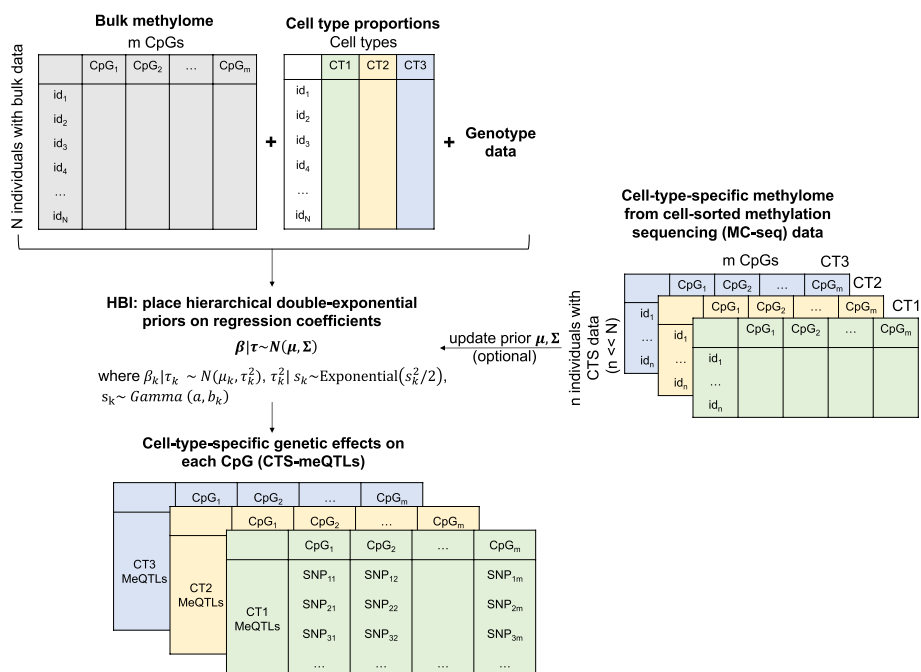 Bulk methylome
m CpGs
N individuals with bulk data
CpG₁ CpG₂ … CpGₘ
id₁
id₂
id₃
id₄
…
id_N
+
Cell type proportions
Cell types
CT1 CT2 CT3
id₁
id₂
id₃
id₄
…
id_N
+
Genotype
data
Cell-type-specific methylome
from cell-sorted methylation
sequencing (MC-seq) data
m CpGs
CT3
CT2
CT1
n individuals with
CTS data
(n << N)
CpG₁ CpG₂ … CpGₘ
id₁
…
idₙ
CpG₁ CpG₂ … CpGₘ
id₁
…
idₙ
CpG₁ CpG₂ … CpGₘ
id₁
…
idₙ
update prior μ, Σ
(optional)
HBI: place hierarchical double-exponential
priors on regression coefficients
β|τ~N(μ, Σ)
where βₖ|τₖ ~ N(μₖ, τₖ²), τₖ²| sₖ~Exponential(sₖ²/2),
sₖ~ Gamma (a, bₖ)
Cell-type-specific genetic effects on
each CpG (CTS-meQTLs)
CpG₁ CpG₂ … CpGₘ
CT3
MeQTLs
CpG₁ CpG₂ … CpGₘ
CT2
MeQTLs
CpG₁ CpG₂ … CpGₘ
CT1
MeQTLs
SNP₁₁ SNP₁₂ SNP₁ₘ
SNP₂₁ SNP₂₂ SNP₂ₘ
SNP₃₁ SNP₃₂ SNP₃ₘ
… … …